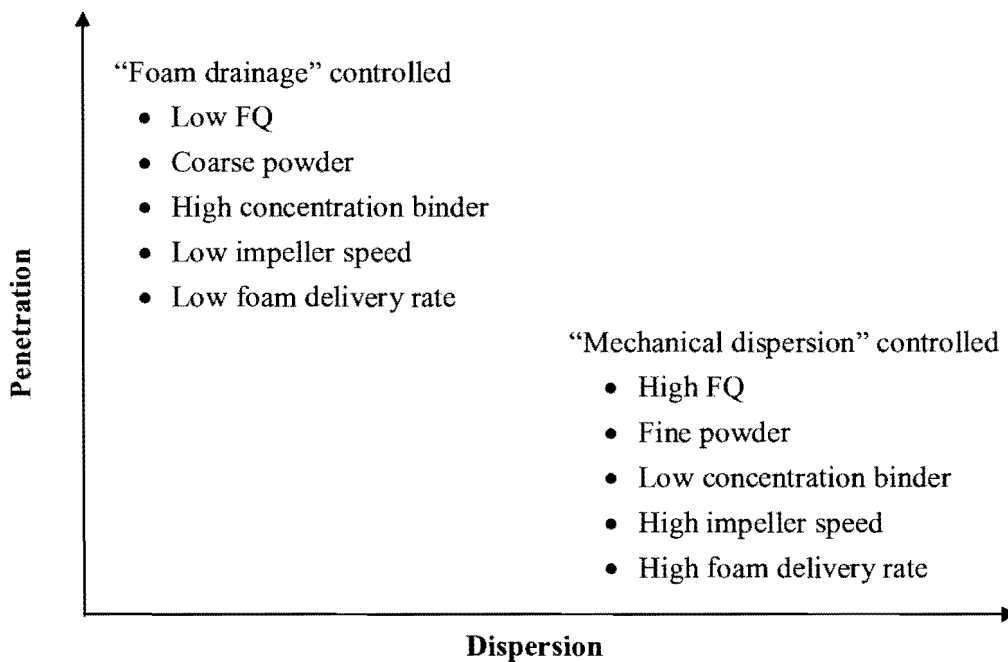 “Foam drainage” controlled
• Low FQ
• Coarse powder
• High concentration binder
• Low impeller speed
• Low foam delivery rate
“Mechanical dispersion” controlled
• High FQ
• Fine powder
• Low concentration binder
• High impeller speed
• High foam delivery rate
Penetration
Dispersion